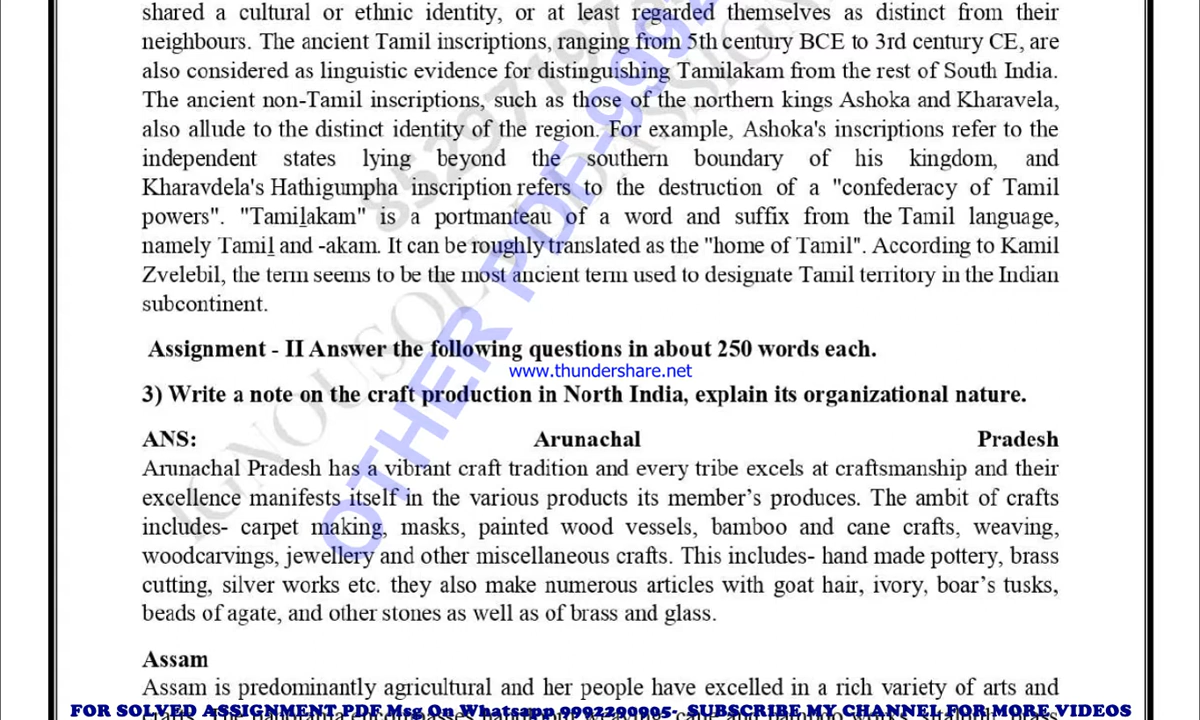 shared a cultural or ethnic identity, or at least regarded themselves as distinct from their
neighbours. The ancient Tamil inscriptions, ranging from 5th century BCE to 3rd century CE, are
also considered as linguistic evidence for distinguishing Tamilakam from the rest of South India.
The ancient non-Tamil inscriptions, such as those of the northern kings Ashoka and Kharavela,
also allude to the distinct identity of the region. For example, Ashoka's inscriptions refer to the
independent states lying beyond the southern boundary of his kingdom, and
Kharavdela's Hathigumpha inscription refers to the destruction of a "confederacy of Tamil
powers". "Tamiḻakam" is a portmanteau of a word and suffix from the Tamil language,
namely Tamiḻ and -akam. It can be roughly translated as the "home of Tamil". According to Kamil
Zvelebil, the term seems to be the most ancient term used to designate Tamil territory in the Indian
subcontinent.
Assignment - II Answer the following questions in about 250 words each.
www.thundershare.net
3) Write a note on the craft production in North India, explain its organizational nature.
ANS: Arunachal Pradesh
Arunachal Pradesh has a vibrant craft tradition and every tribe excels at craftsmanship and their
excellence manifests itself in the various products its member’s produces. The ambit of crafts
includes- carpet making, masks, painted wood vessels, bamboo and cane crafts, weaving,
woodcarvings, jewellery and other miscellaneous crafts. This includes- hand made pottery, brass
cutting, silver works etc. they also make numerous articles with goat hair, ivory, boar’s tusks,
beads of agate, and other stones as well as of brass and glass.
Assam
Assam is predominantly agricultural and her people have excelled in a rich variety of arts and
FOR SOLVED ASSIGNMENT PDF Msg On Whatsapp 9992290905- SUBSCRIBE MY CHANNEL FOR MORE VIDEOS
OTHER PDF-999